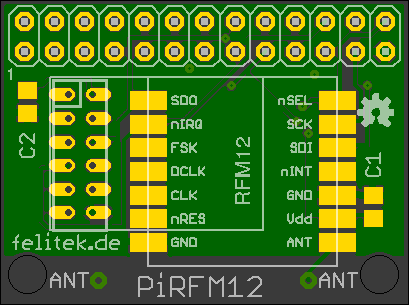 1
SDO nSEL
nIRQ SCK
FSK SDI
DCLK nINT
CLK GND
nRES Vdd
GND ANT
RFM12
C2
C1
felitek.de
ANT PiRFM12 ANT